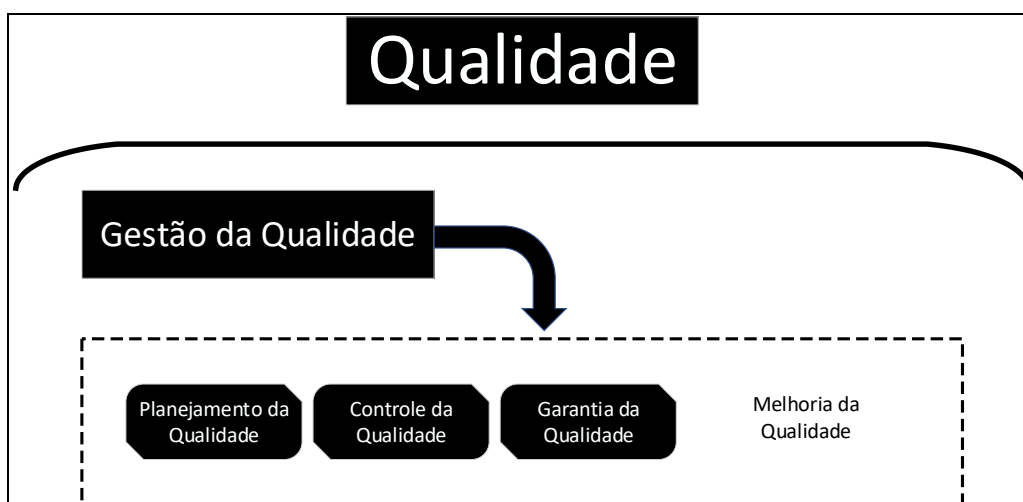 Qualidade
Gestão da Qualidade
Planejamento da
Qualidade
Controle da
Qualidade
Garantia da
Qualidade
Melhoria da
Qualidade